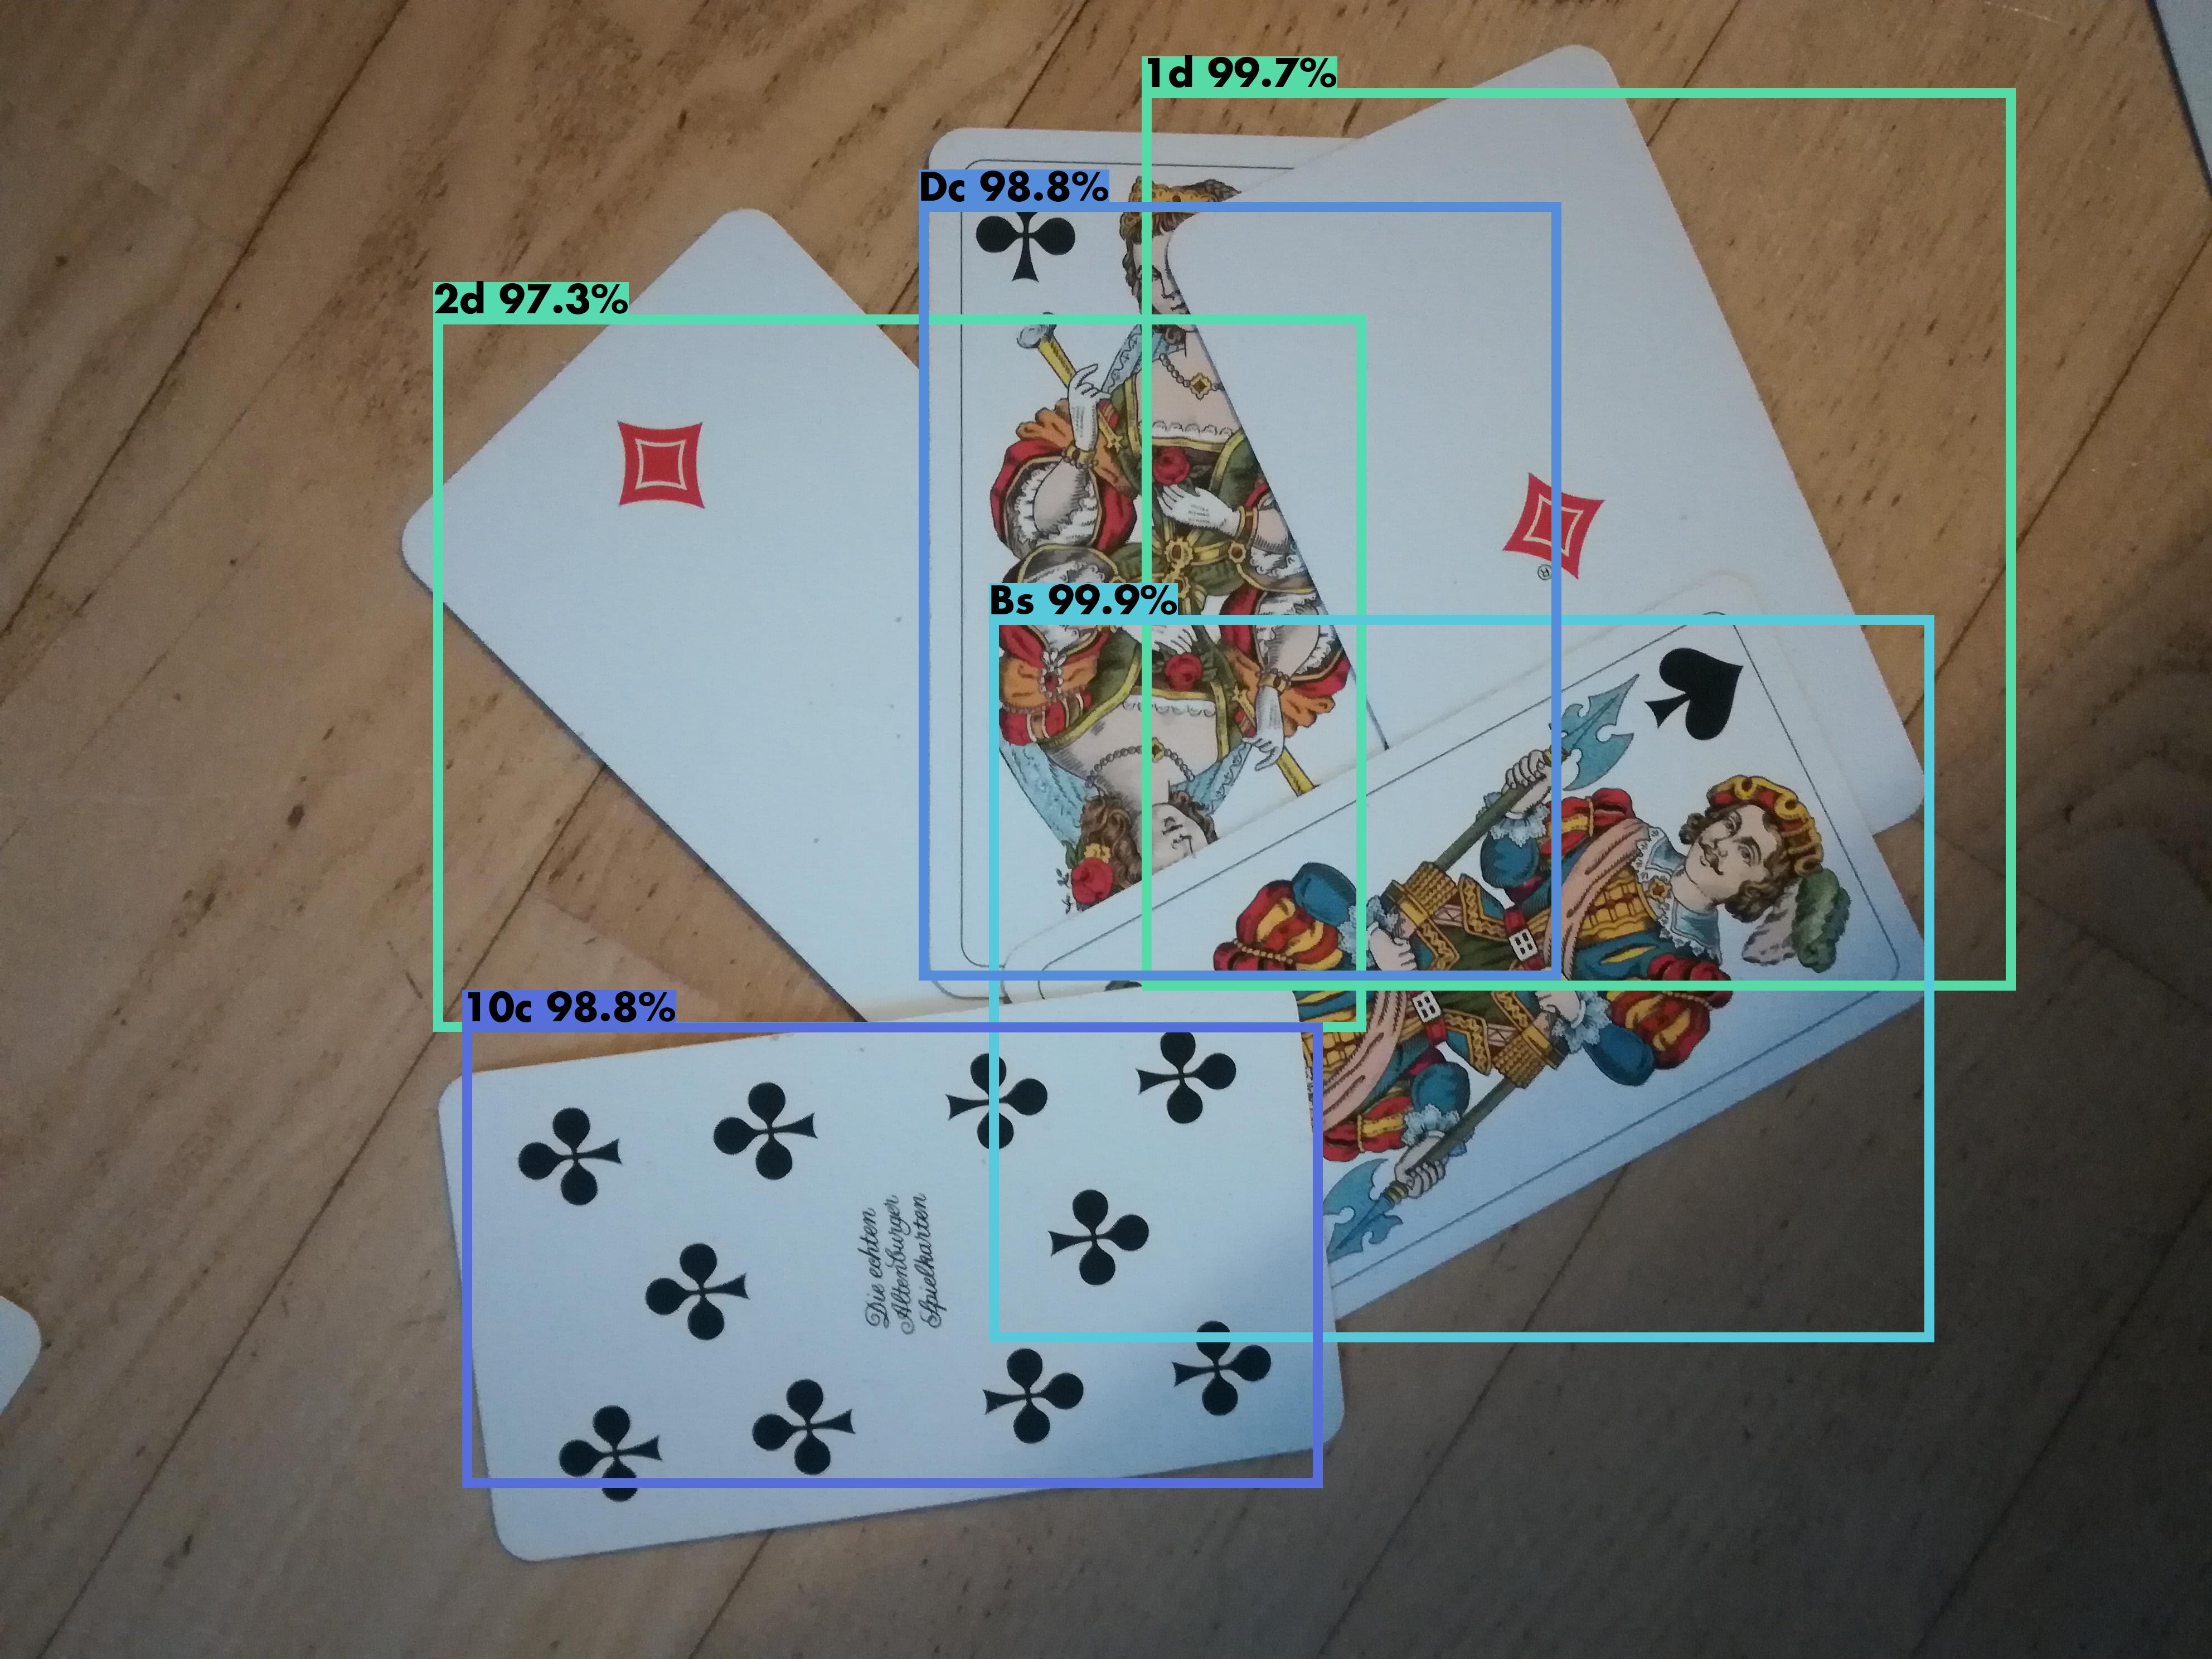 1d 99.7%
Dc 98.8%
2d 97.3%
®
Bs 99.9%
10c 98.8%
Die echten
Altenburger
Spielkarten